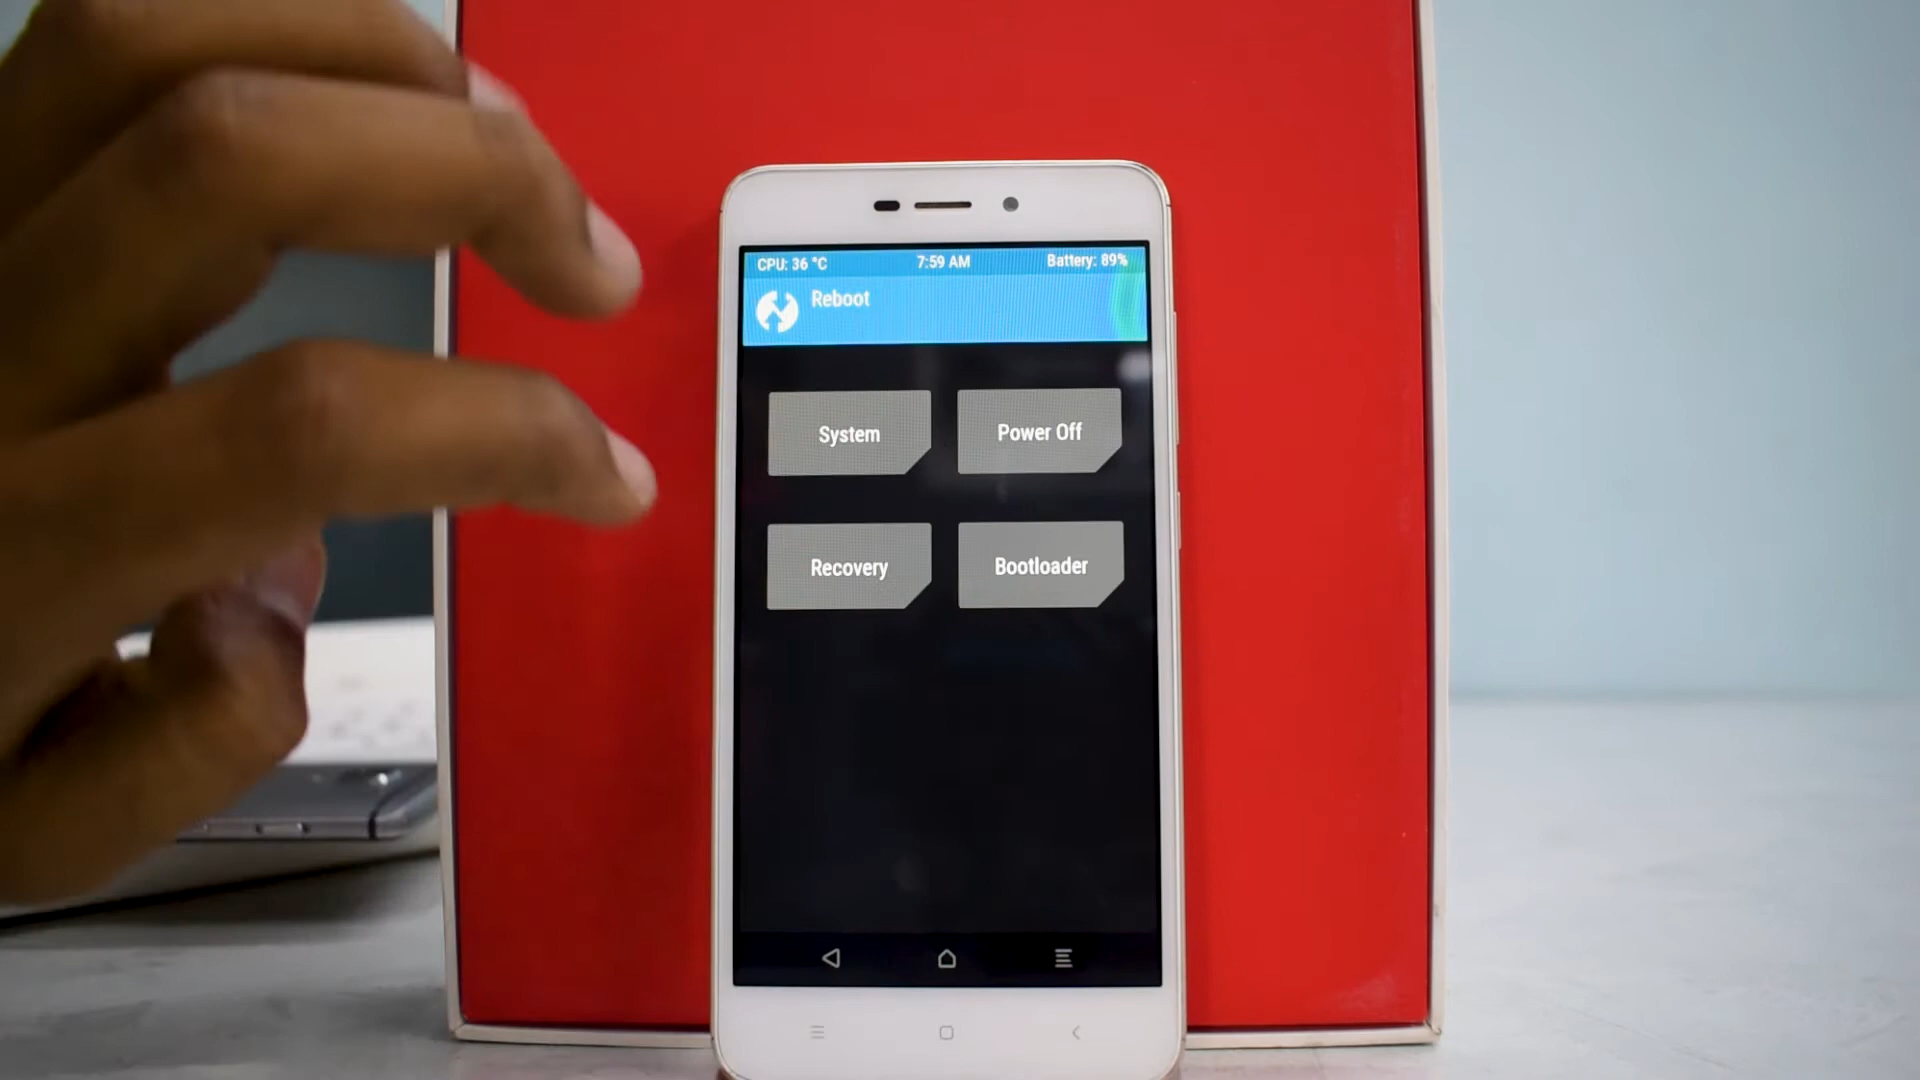 CPU: 36 °C 7:59 AM Battery: 89%
Reboot
System Power Off
Recovery Bootloader